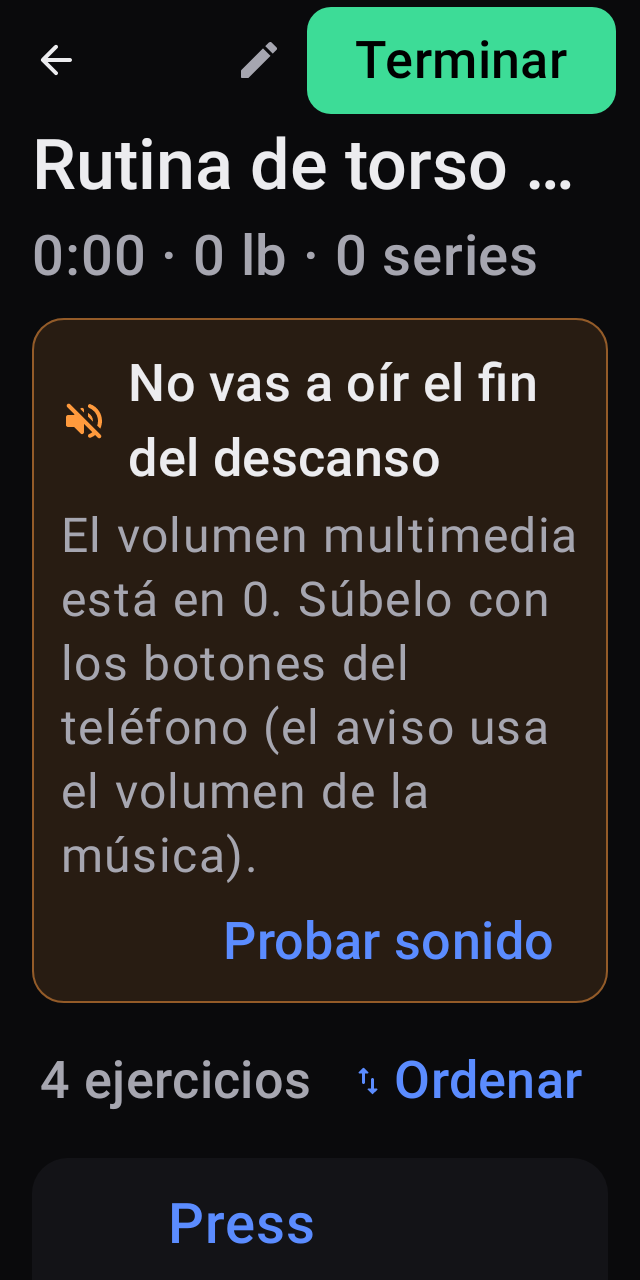 Terminar
Rutina de torso …
0:00 · 0 lb · 0 series
No vas a oír el fin
del descanso
El volumen multimedia
está en 0. Súbelo con
los botones del
teléfono (el aviso usa
el volumen de la
música).
Probar sonido
4 ejercicios
Ordenar
Press